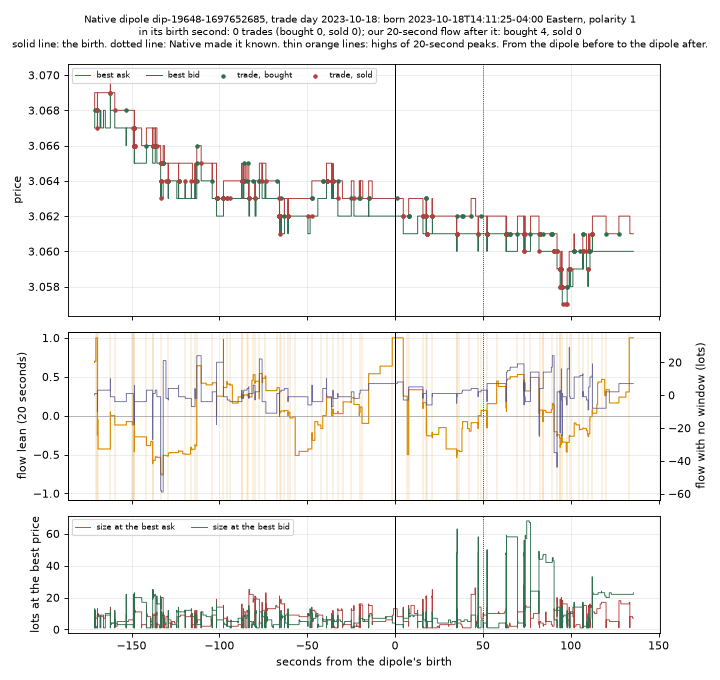 Native dipole dip-19648-1697652685, trade day 2023-10-18: born 2023-10-18T14:11:25-04:00 Eastern, polarity 1
in its birth second: 0 trades (bought 0, sold 0); our 20-second flow after it: bought 4, sold 0
solid line: the birth. dotted line: Native made it known. thin orange lines: highs of 20-second peaks. From the dipole before to the dipole after.
best ask best bid trade, bought trade, sold
3.070
3.068
3.066
3.064
3.062
3.060
3.058
price
1.0
0.5
0.0
−0.5
−1.0
flow lean (20 seconds)
20
0
−20
−40
−60
flow with no window (lots)
size at the best ask size at the best bid
60
40
20
0
lots at the best price
−150 −100 −50 0 50 100 150
seconds from the dipole's birth